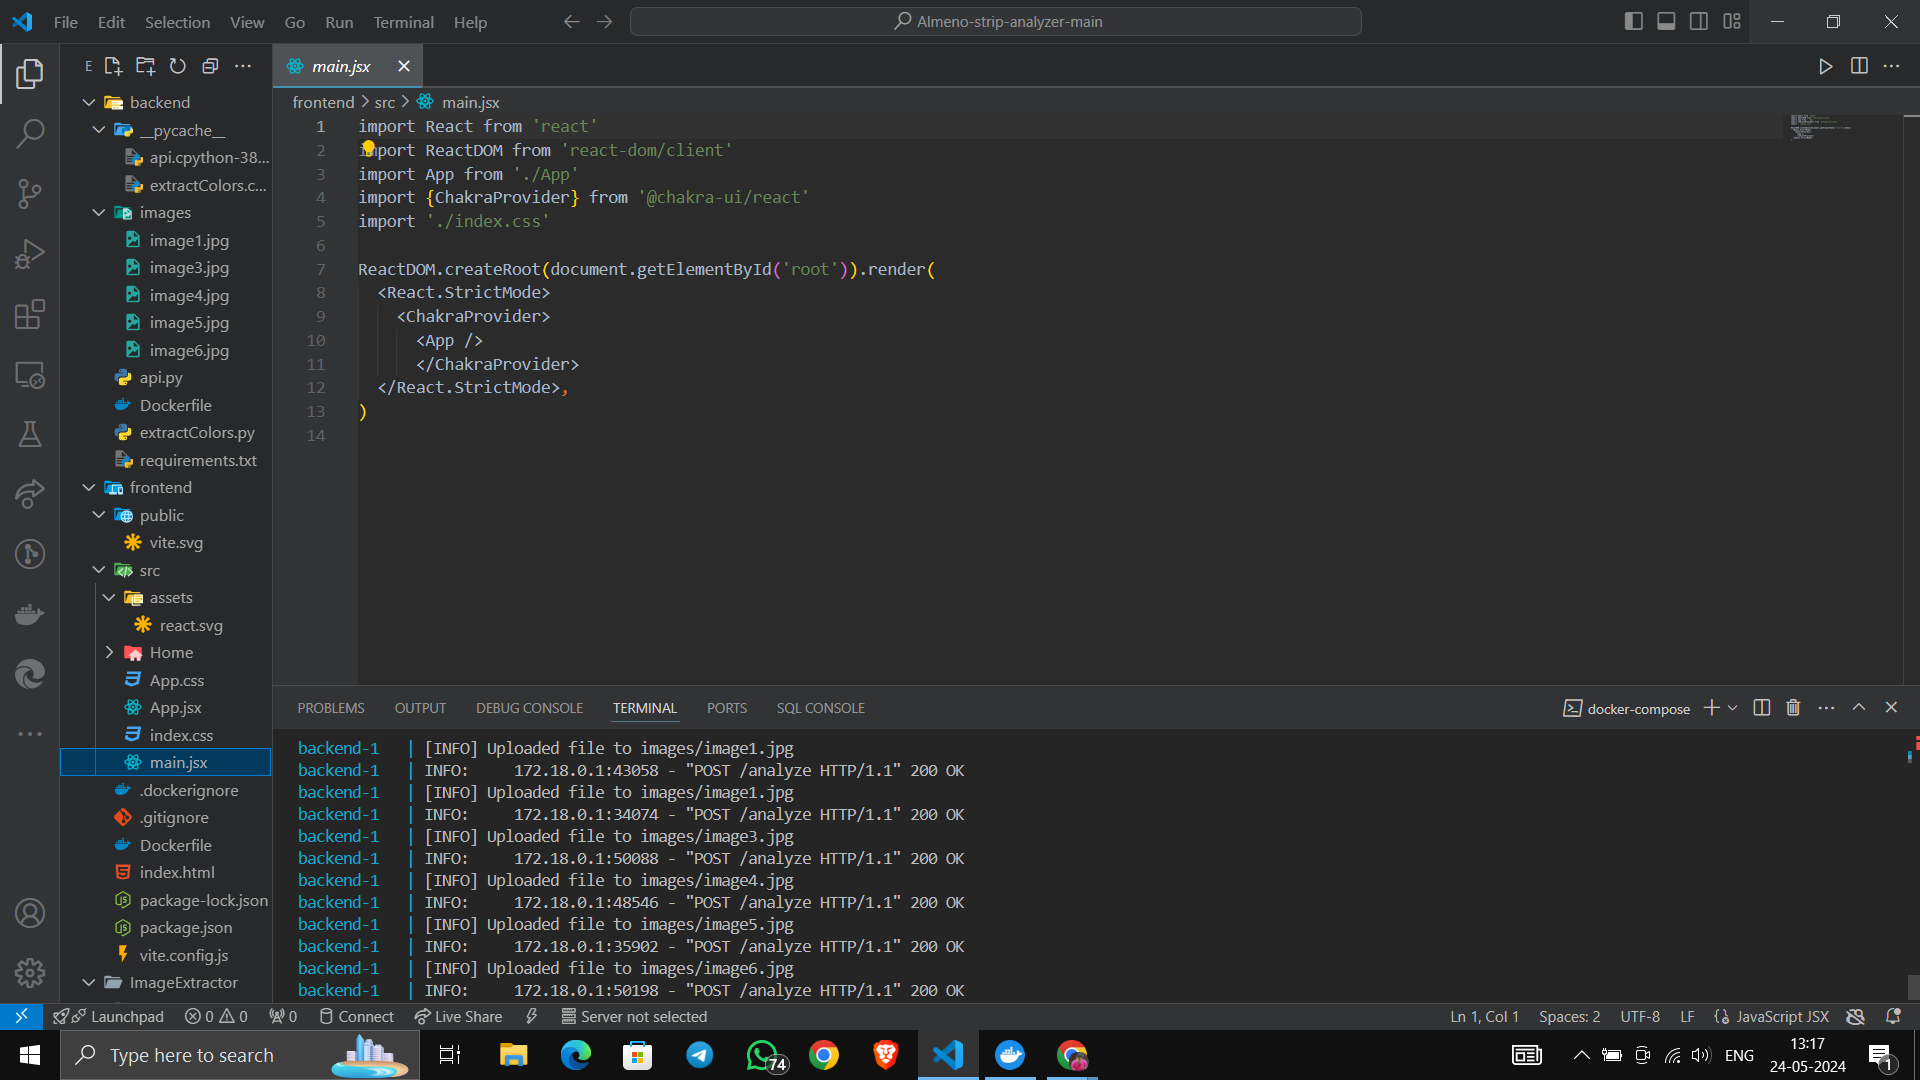 File Edit Selection View Go Run Terminal Help
Almeno-strip-analyzer-main
E
main.jsx
frontend > src > main.jsx
backend
__pycache__
api.cpython-38...
extractColors.c...
images
image1.jpg
image3.jpg
image4.jpg
image5.jpg
image6.jpg
api.py
Dockerfile
extractColors.py
requirements.txt
frontend
public
vite.svg
src
assets
react.svg
Home
App.css
App.jsx
index.css
main.jsx
.dockerignore
.gitignore
Dockerfile
index.html
package-lock.json
package.json
vite.config.js
ImageExtractor
1 import React from 'react'
2 import ReactDOM from 'react-dom/client'
3 import App from './App'
4 import {ChakraProvider} from '@chakra-ui/react'
5 import './index.css'
6
7 ReactDOM.createRoot(document.getElementById('root')).render(
8 <React.StrictMode>
9 <ChakraProvider>
10 <App />
11 </ChakraProvider>
12 </React.StrictMode>,
13 )
14
PROBLEMS OUTPUT DEBUG CONSOLE TERMINAL PORTS SQL CONSOLE
docker-compose
backend-1 | [INFO] Uploaded file to images/image1.jpg
backend-1 | INFO: 172.18.0.1:43058 - "POST /analyze HTTP/1.1" 200 OK
backend-1 | [INFO] Uploaded file to images/image1.jpg
backend-1 | INFO: 172.18.0.1:34074 - "POST /analyze HTTP/1.1" 200 OK
backend-1 | [INFO] Uploaded file to images/image3.jpg
backend-1 | INFO: 172.18.0.1:50088 - "POST /analyze HTTP/1.1" 200 OK
backend-1 | [INFO] Uploaded file to images/image4.jpg
backend-1 | INFO: 172.18.0.1:48546 - "POST /analyze HTTP/1.1" 200 OK
backend-1 | [INFO] Uploaded file to images/image5.jpg
backend-1 | INFO: 172.18.0.1:35902 - "POST /analyze HTTP/1.1" 200 OK
backend-1 | [INFO] Uploaded file to images/image6.jpg
backend-1 | INFO: 172.18.0.1:50198 - "POST /analyze HTTP/1.1" 200 OK
Launchpad 0 0 0 Connect Live Share Server not selected
Ln 1, Col 1 Spaces: 2 UTF-8 LF JavaScript JSX
Type here to search
74
ENG
13:17
24-05-2024
1